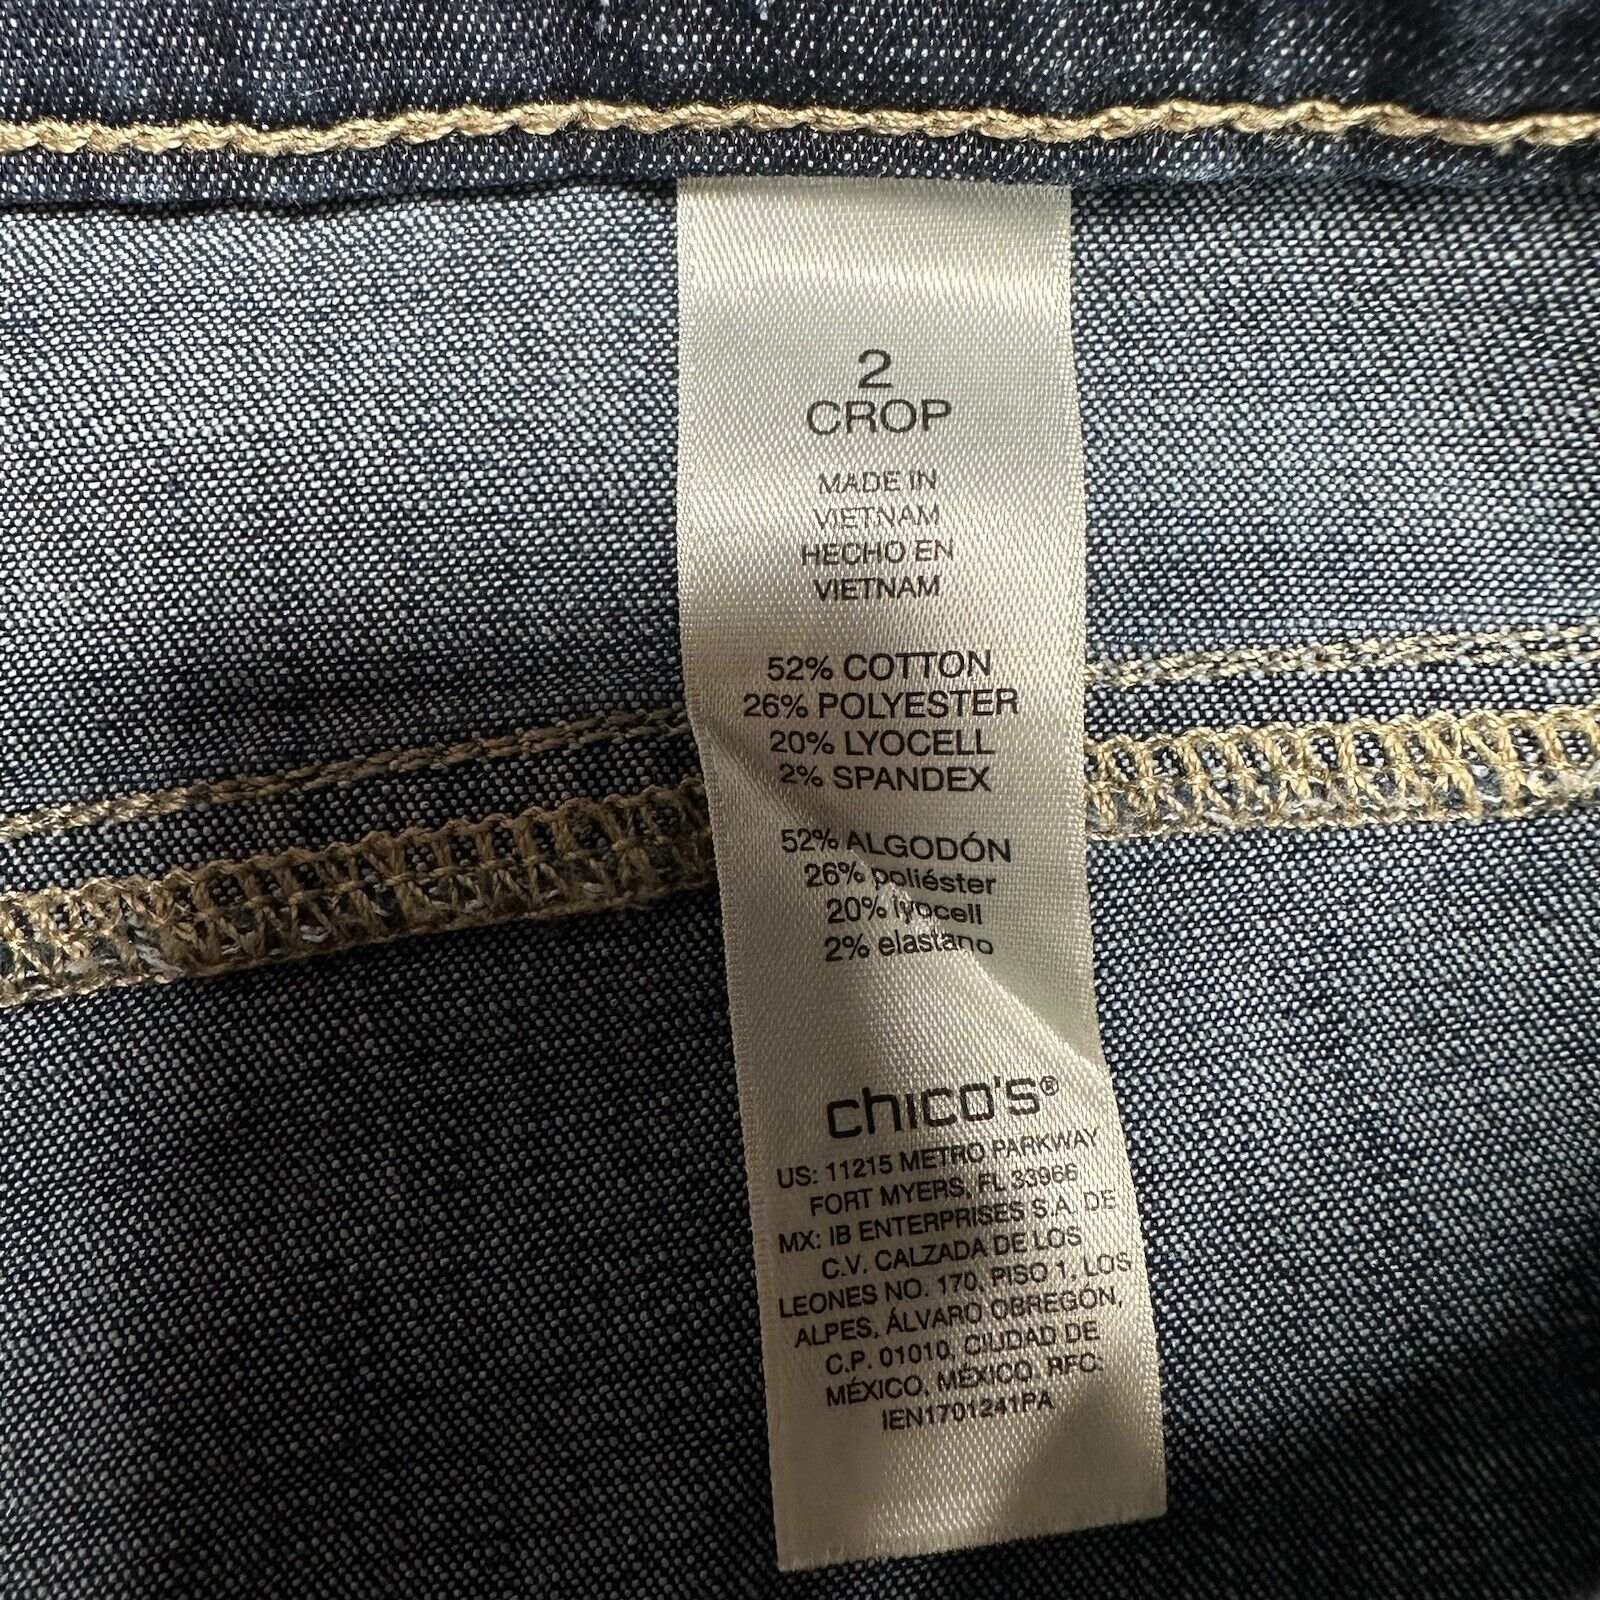 2
CROP
MADE IN
VIETNAM
HECHO EN
VIETNAM
52% COTTON
26% POLYESTER
20% LYOCELL
2% SPANDEX
52% ALGODÓN
26% poliéster
20% lyocell
2% elastano
chico's®
US: 11215 METRO PARKWAY
FORT MYERS, FL 33966
MX: IB ENTERPRISES S.A. DE
C.V. CALZADA DE LOS
LEONES NO. 170, PISO 1, LOS
ALPES, ÁLVARO OBREGÓN,
C.P. 01010, CIUDAD DE
MÉXICO, MÉXICO. RFC:
IEN1701241PA